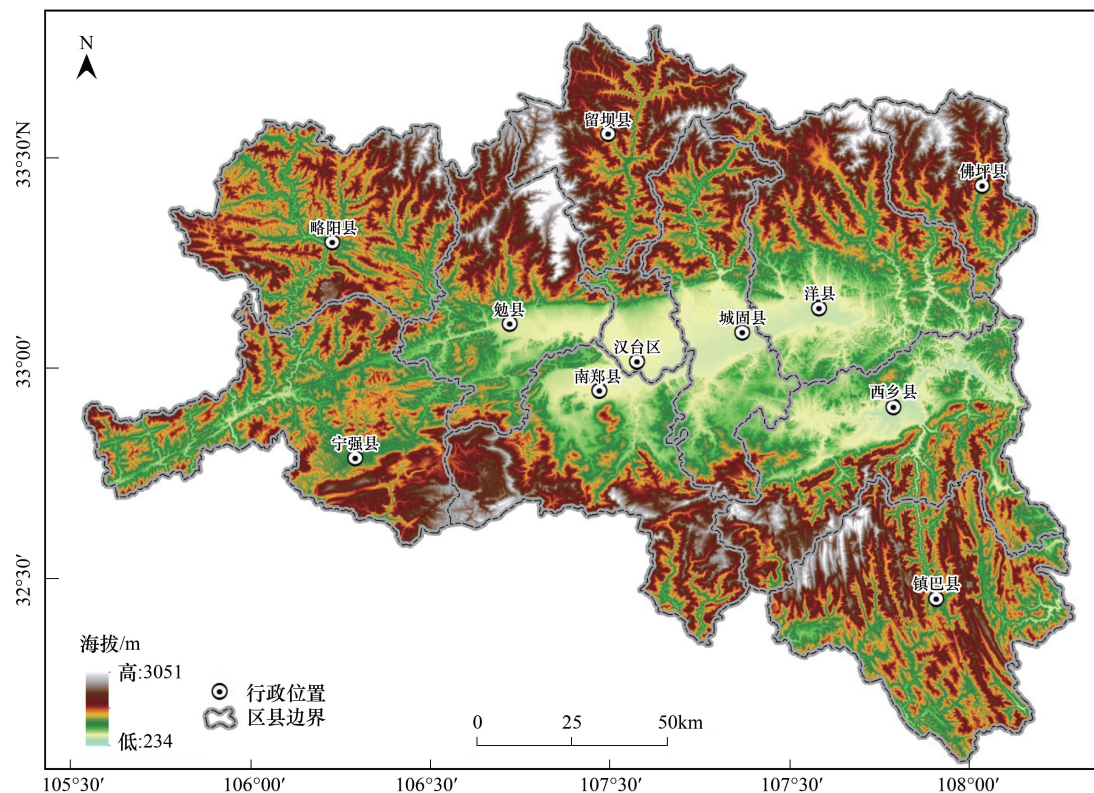 N
33°30′N
33°00′
32°30′
留坝县
佛坪县
略阳县
洋县
勉县
城固县
汉台区
南郑县
西乡县
宁强县
镇巴县
海拔/m
高:3051
低:234
行政位置
区县边界
0 25 50km
105°30′ 106°00′ 106°30′ 107°30′ 107°30′ 108°00′